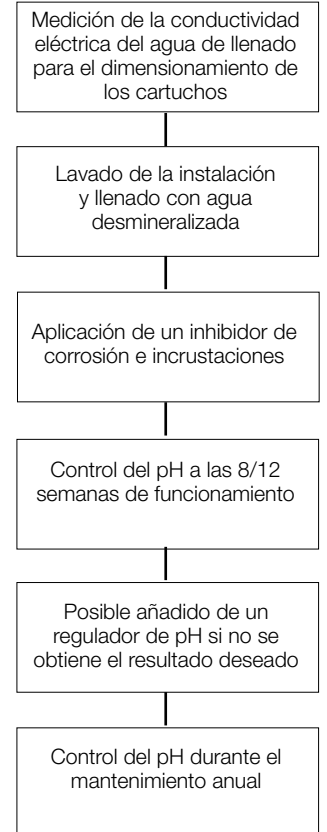 Medición de la conductividad
eléctrica del agua de llenado
para el dimensionamiento de
los cartuchos
Lavado de la instalación
y llenado con agua
desmineralizada
Aplicación de un inhibidor de
corrosión e incrustaciones
Control del pH a las 8/12
semanas de funcionamiento
Posible añadido de un
regulador de pH si no se
obtiene el resultado deseado
Control del pH durante el
mantenimiento anual